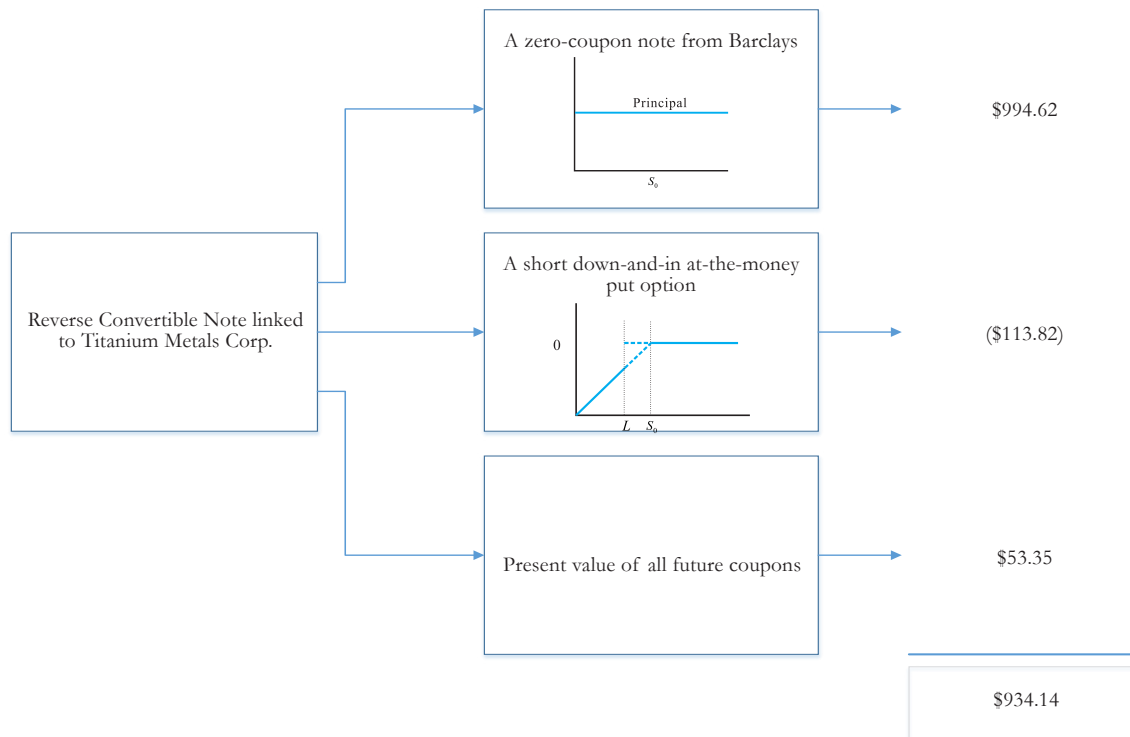 A zero-coupon note from Barclays
Principal
S₀
$994.62
Reverse Convertible Note linked
to Titanium Metals Corp.
A short down-and-in at-the-money
put option
0
L S₀
($113.82)
Present value of all future coupons
$53.35
$934.14